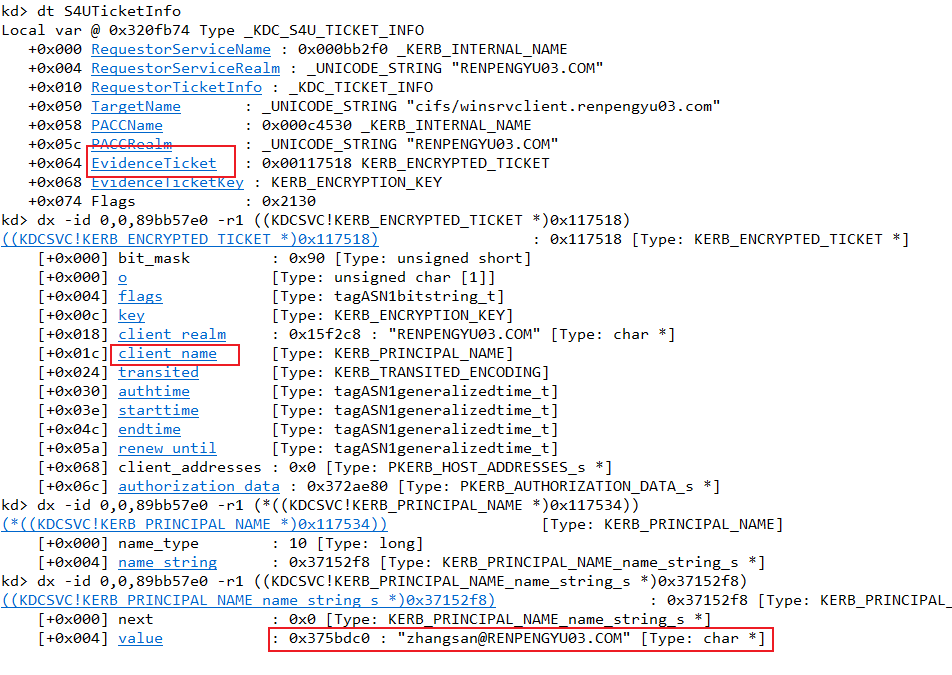 kd> dt S4UTicketInfo
Local var @ 0x320fb74 Type _KDC_S4U_TICKET_INFO
+0x000 RequestorServiceName : 0x000bb2f0 _KERB_INTERNAL_NAME
+0x004 RequestorServiceRealm : _UNICODE_STRING "RENPENGYU03.COM"
+0x010 RequestorTicketInfo : _KDC_TICKET_INFO
+0x050 TargetName : _UNICODE_STRING "cifs/winsrvclient.renpengyu03.com"
+0x058 PACCName : 0x000c4530 _KERB_INTERNAL_NAME
+0x05c PACCRealm : _UNICODE_STRING "RENPENGYU03.COM"
+0x064 EvidenceTicket : 0x00117518 KERB_ENCRYPTED_TICKET
+0x068 EvidenceTicketKey : KERB_ENCRYPTION_KEY
+0x074 Flags : 0x2130
kd> dx -id 0,0,89bb57e0 -r1 ((KDCSVC!KERB_ENCRYPTED_TICKET *)0x117518)
((KDCSVC!KERB_ENCRYPTED_TICKET *)0x117518) : 0x117518 [Type: KERB_ENCRYPTED_TICKET *]
[+0x000] bit_mask : 0x90 [Type: unsigned short]
[+0x000] o [Type: unsigned char [1]]
[+0x004] flags [Type: tagASN1bitstring_t]
[+0x00c] key [Type: KERB_ENCRYPTION_KEY]
[+0x018] client_realm : 0x15f2c8 : "RENPENGYU03.COM" [Type: char *]
[+0x01c] client_name [Type: KERB_PRINCIPAL_NAME]
[+0x024] transited [Type: KERB_TRANSITED_ENCODING]
[+0x030] authtime [Type: tagASN1generalizedtime_t]
[+0x03e] starttime [Type: tagASN1generalizedtime_t]
[+0x04c] endtime [Type: tagASN1generalizedtime_t]
[+0x05a] renew_until [Type: tagASN1generalizedtime_t]
[+0x068] client_addresses : 0x0 [Type: PKERB_HOST_ADDRESSES_s *]
[+0x06c] authorization_data : 0x372ae80 [Type: PKERB_AUTHORIZATION_DATA_s *]
kd> dx -id 0,0,89bb57e0 -r1 (*((KDCSVC!KERB_PRINCIPAL_NAME *)0x117534))
(*((KDCSVC!KERB_PRINCIPAL_NAME *)0x117534)) [Type: KERB_PRINCIPAL_NAME]
[+0x000] name_type : 10 [Type: long]
[+0x004] name_string : 0x37152f8 [Type: KERB_PRINCIPAL_NAME_name_string_s *]
kd> dx -id 0,0,89bb57e0 -r1 ((KDCSVC!KERB_PRINCIPAL_NAME_name_string_s *)0x37152f8)
((KDCSVC!KERB_PRINCIPAL_NAME_name_string_s *)0x37152f8) : 0x37152f8 [Type: KERB_PRINCIPAL_
[+0x000] next : 0x0 [Type: KERB_PRINCIPAL_NAME_name_string_s *]
[+0x004] value : 0x375bdc0 : "zhangsan@RENPENGYU03.COM" [Type: char *]